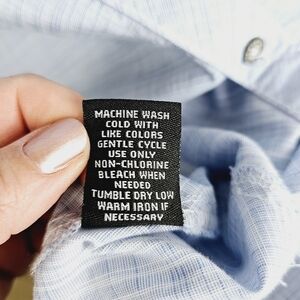 MACHINE WASH
COLD WITH
LIKE COLORS
GENTLE CYCLE
USE ONLY
NON-CHLORINE
BLEACH WHEN
NEEDED
TUMBLE DRY LOW
WARM IRON IF
NECESSARY